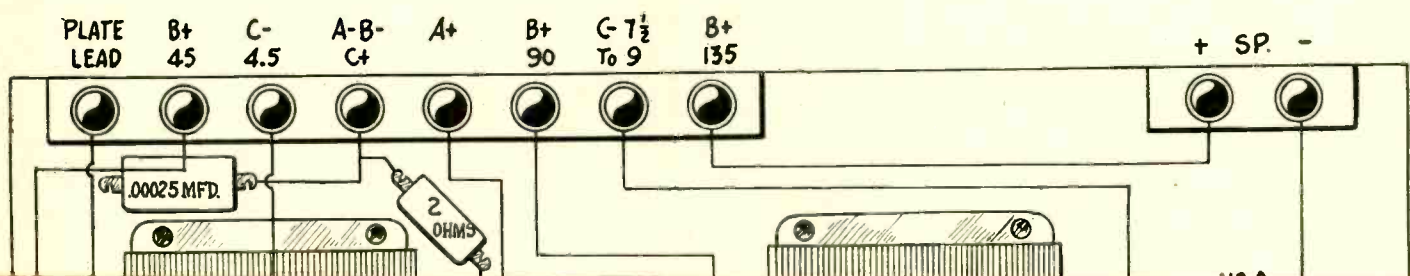 PLATE LEAD
B+ 45
C- 4.5
A-B- C+
A+
B+ 90
C- 7½ To 9
B+ 135
+ SP. -
.00025 MFD.
2 OHMS